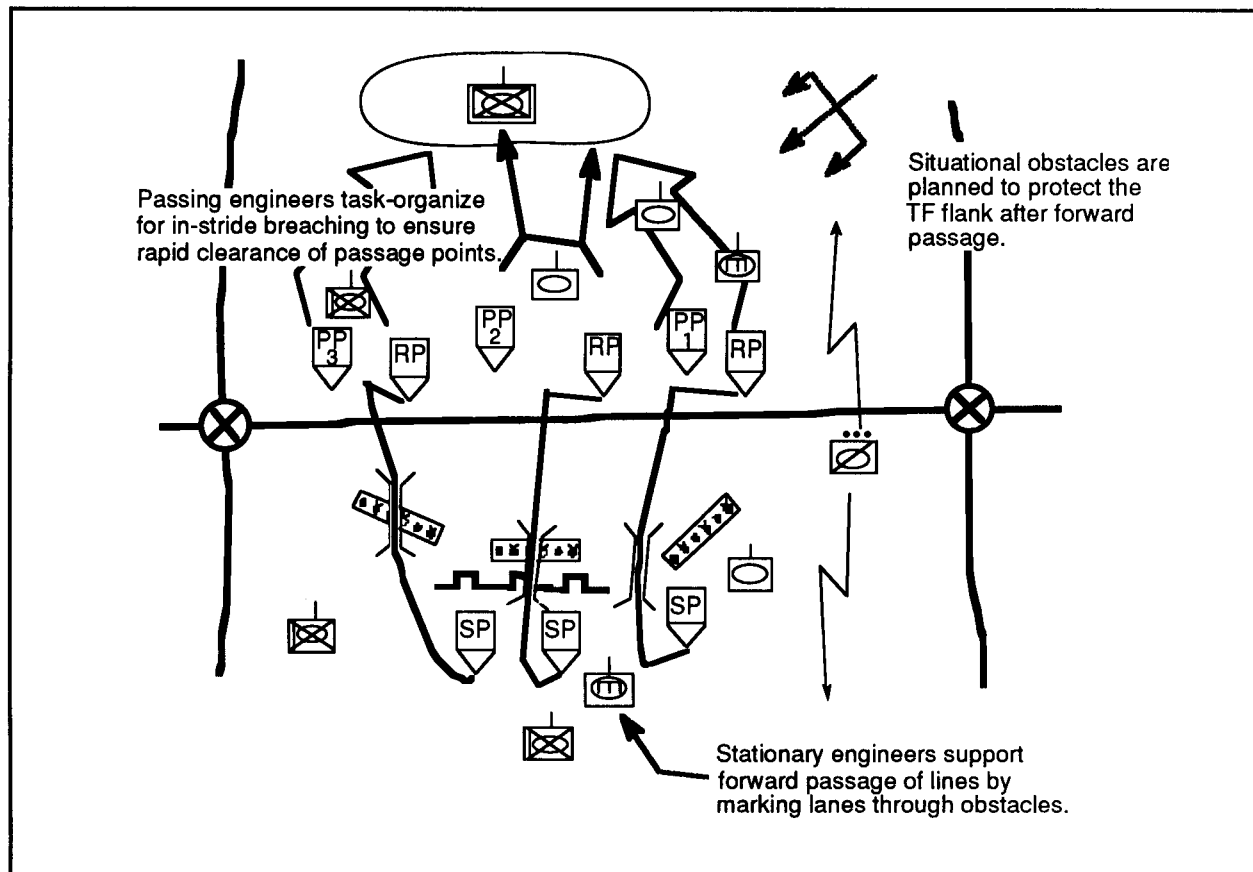 Situational obstacles are
planned to protect the
TF flank after forward
passage.
Passing engineers task-organize
for in-stride breaching to ensure
rapid clearance of passage points.
PP
3
RP
PP
2
RP
PP
1
RP
SP
SP
SP
Stationary engineers support
forward passage of lines by
marking lanes through obstacles.